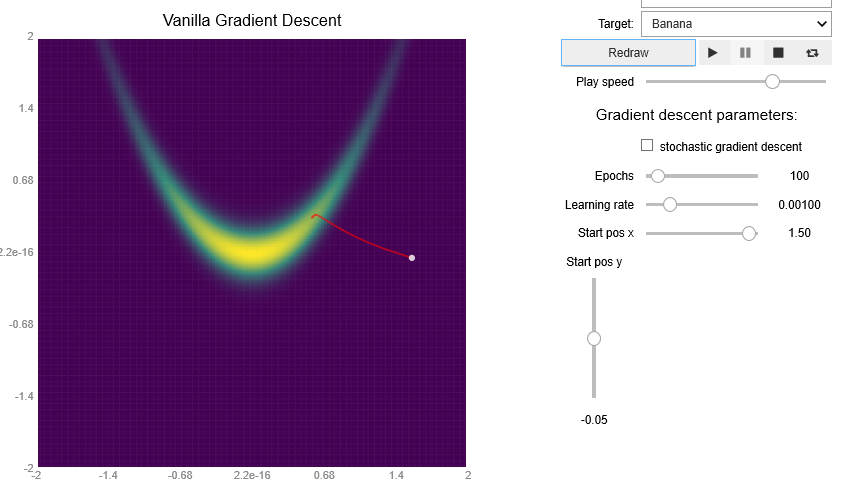 Vanilla Gradient Descent
2
1.4
0.68
2.2e-16
-0.68
-1.4
-2
-2
-1.4
-0.68
2.2e-16
0.68
1.4
2
Target:
Banana
Redraw
Play speed
Gradient descent parameters:
stochastic gradient descent
Epochs
100
Learning rate
0.00100
Start pos x
1.50
Start pos y
-0.05